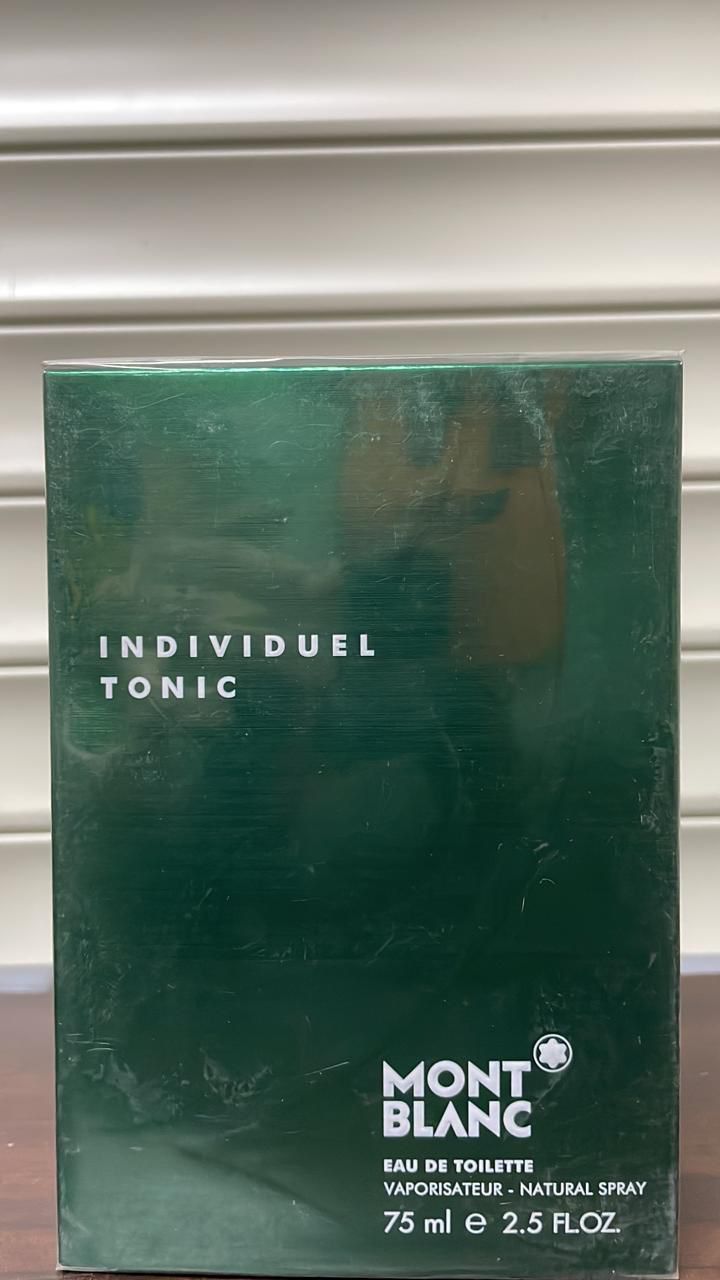 INDIVIDUEL
TONIC
MONT
BLANC
EAU DE TOILETTE
VAPORISATEUR - NATURAL SPRAY
75 ml e 2.5 FL.OZ.